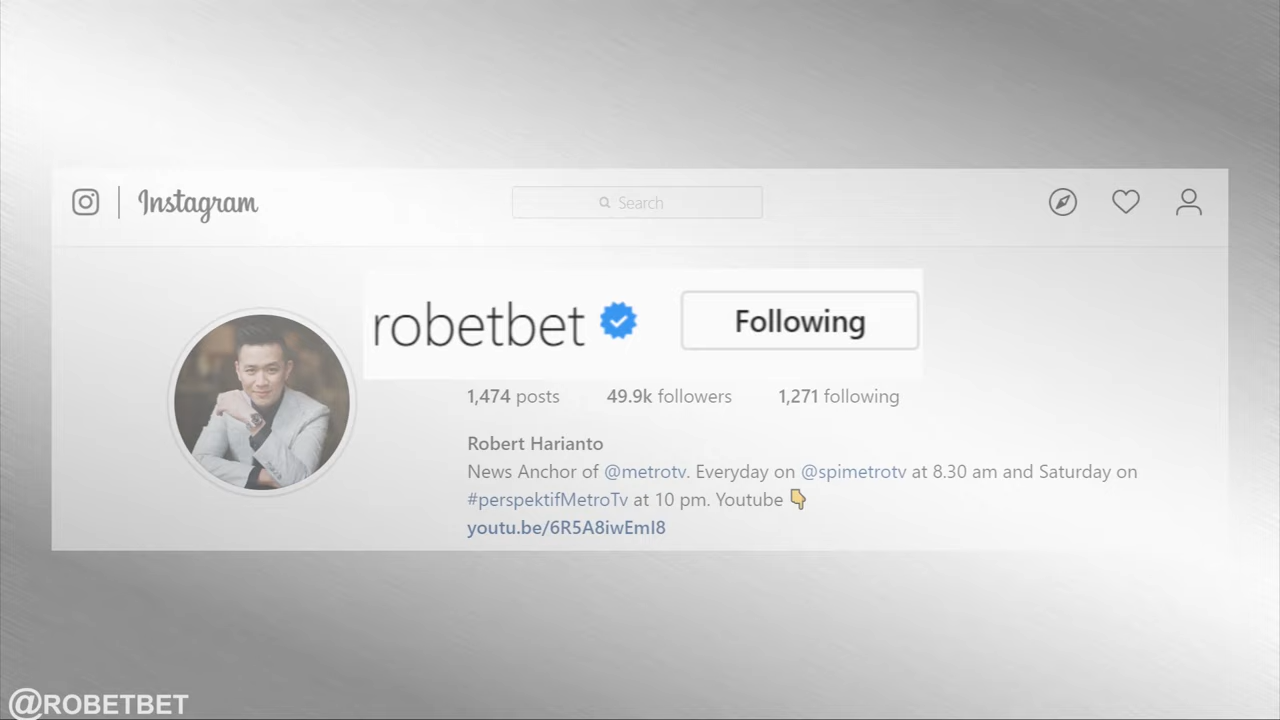 Instagram
Search
robetbet
Following
1,474 posts 49.9k followers 1,271 following
Robert Harianto
News Anchor of @metrotv. Everyday on @spimetrotv at 8.30 am and Saturday on
#perspektifMetroTv at 10 pm. Youtube 👇
youtu.be/6R5A8iwEmI8
@ROBETBET